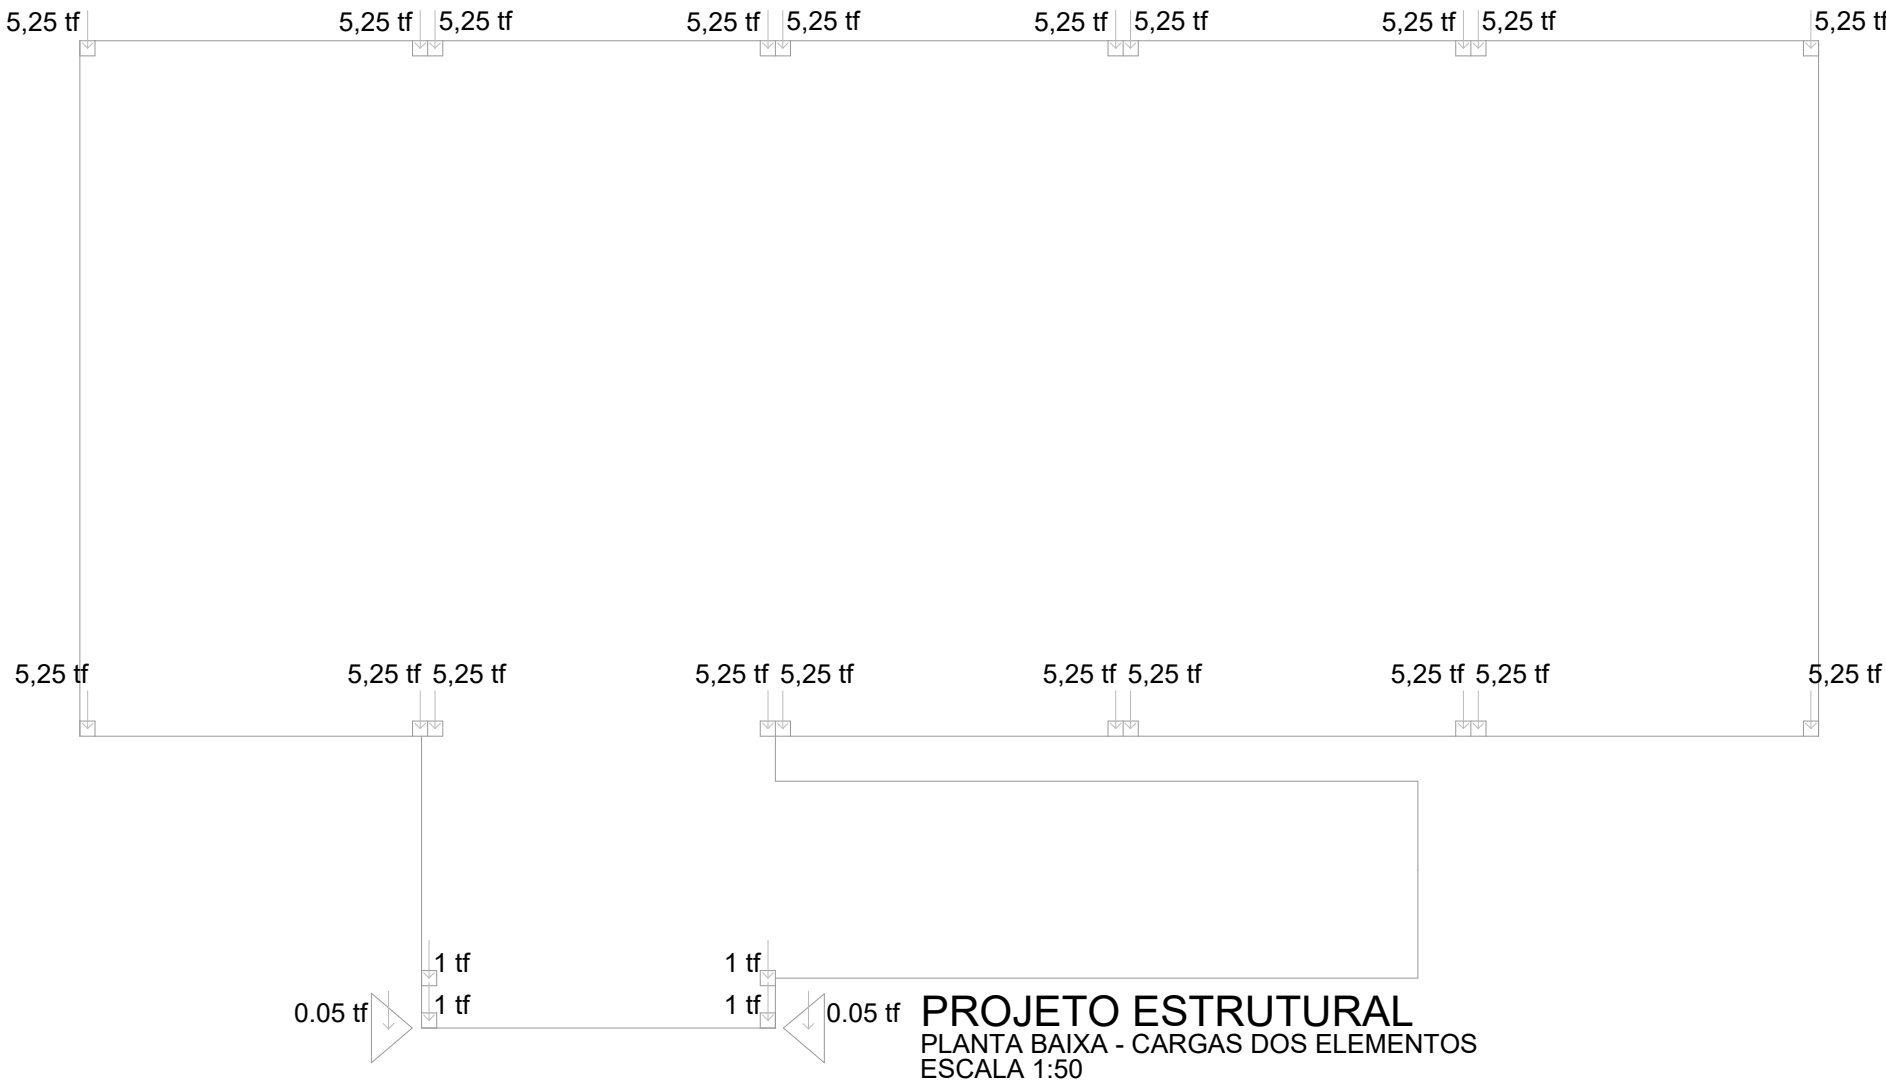 5,25 tf 5,25 tf 5,25 tf 5,25 tf 5,25 tf 5,25 tf 5,25 tf 5,25 tf 5,25 tf 5,25 tf
5,25 tf 5,25 tf 5,25 tf 5,25 tf 5,25 tf 5,25 tf 5,25 tf 5,25 tf 5,25 tf 5,25 tf
1 tf 1 tf
1 tf 1 tf
0.05 tf 0.05 tf
PROJETO ESTRUTURAL
PLANTA BAIXA - CARGAS DOS ELEMENTOS
ESCALA 1:50